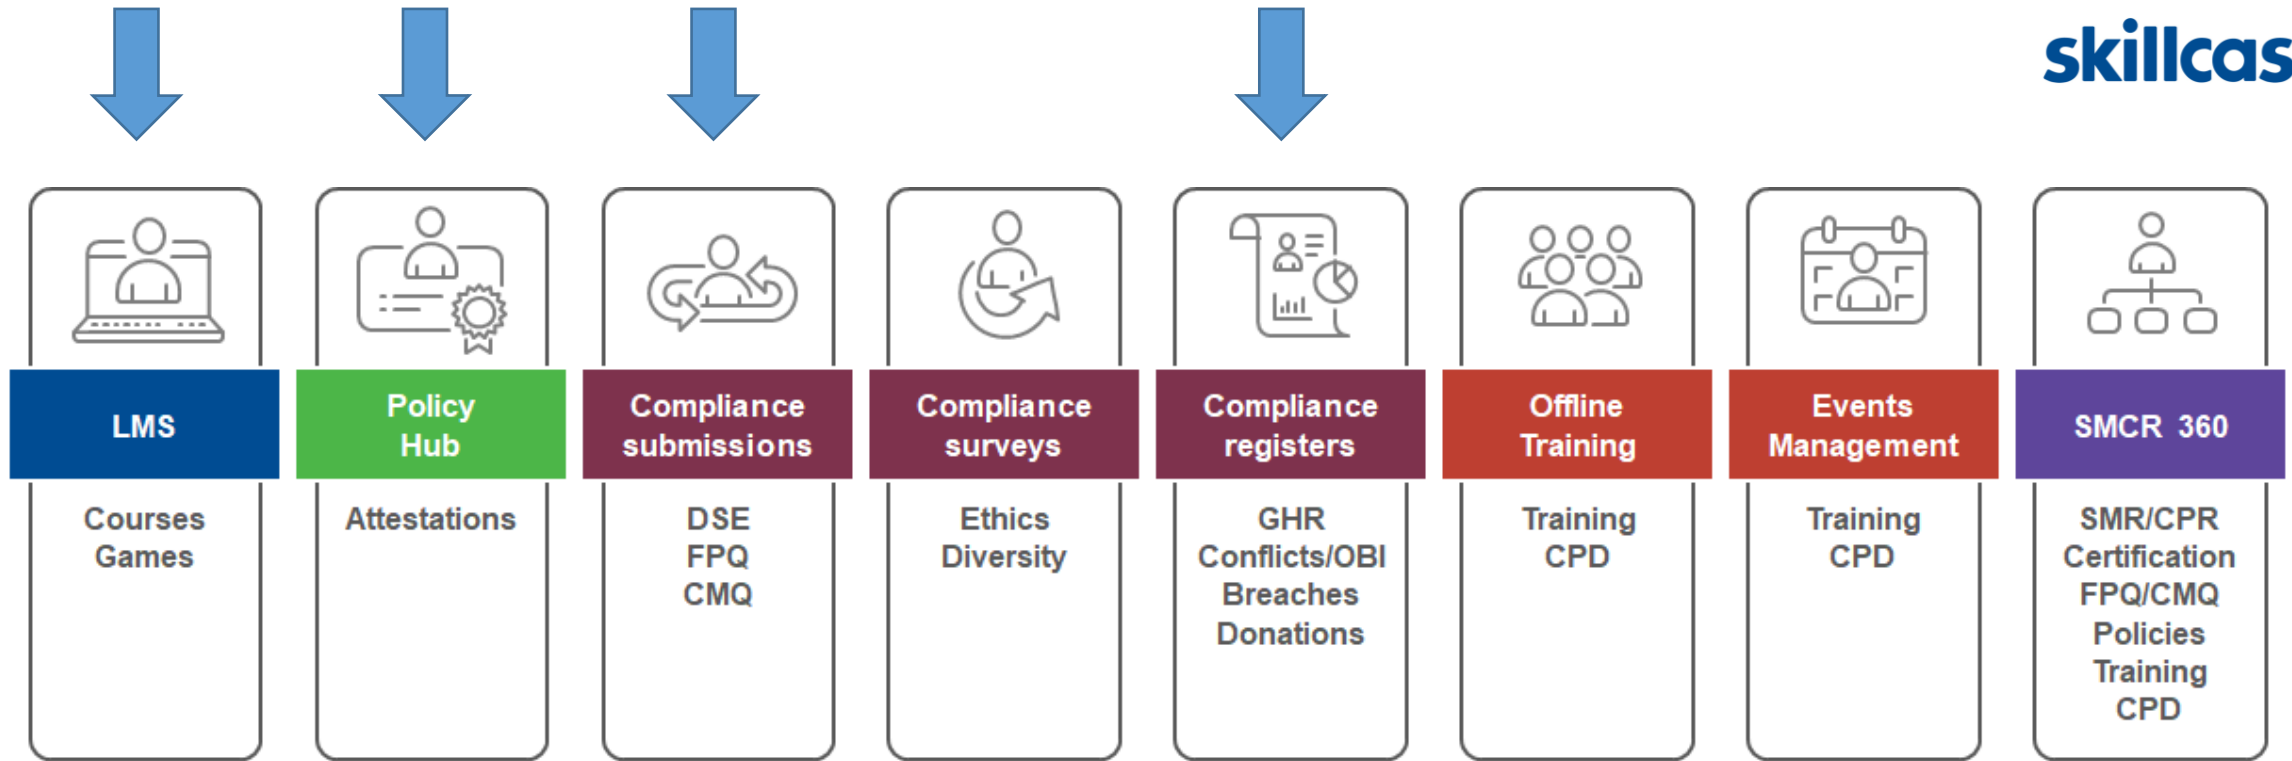 skillcas
LMS
Courses
Games
Policy
Hub
Attestations
Compliance
submissions
DSE
FPQ
CMQ
Compliance
surveys
Ethics
Diversity
Compliance
registers
GHR
Conflicts/OBI
Breaches
Donations
Offline
Training
Training
CPD
Events
Management
Training
CPD
SMCR 360
SMR/CPR
Certification
FPQ/CMQ
Policies
Training
CPD